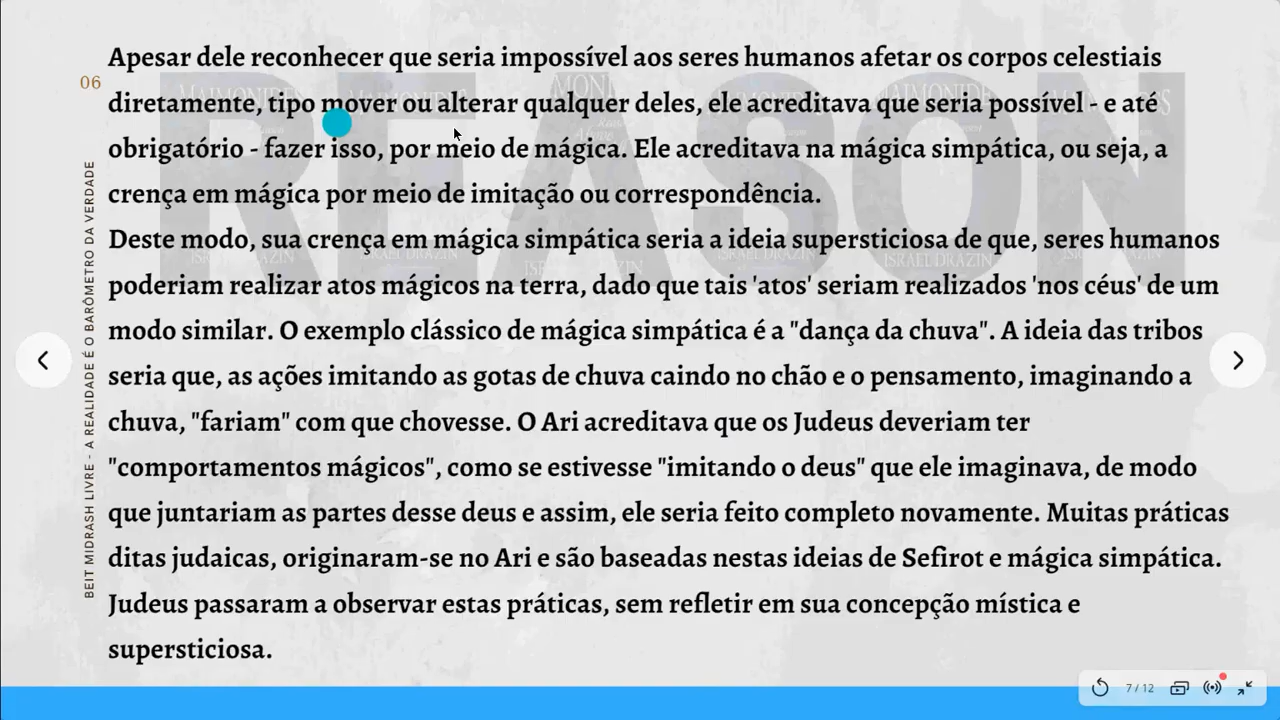 Apesar dele reconhecer que seria impossível aos seres humanos afetar os corpos celestiais
06
diretamente, tipo mover ou alterar qualquer deles, ele acreditava que seria possível - e até
obrigatório - fazer isso, por meio de mágica. Ele acreditava na mágica simpática, ou seja, a
crença em mágica por meio de imitação ou correspondência.
Deste modo, sua crença em mágica simpática seria a ideia supersticiosa de que, seres humanos
poderiam realizar atos mágicos na terra, dado que tais 'atos' seriam realizados 'nos céus' de um
modo similar. O exemplo clássico de mágica simpática é a "dança da chuva". A ideia das tribos
seria que, as ações imitando as gotas de chuva caindo no chão e o pensamento, imaginando a
chuva, "fariam" com que chovesse. O Ari acreditava que os Judeus deveriam ter
"comportamentos mágicos", como se estivesse "imitando o deus" que ele imaginava, de modo
que juntariam as partes desse deus e assim, ele seria feito completo novamente. Muitas práticas
ditas judaicas, originaram-se no Ari e são baseadas nestas ideias de Sefirot e mágica simpática.
Judeus passaram a observar estas práticas, sem refletir em sua concepção mística e
supersticiosa.
BEIT MIDRASH LIVRE - A REALIDADE É O BARÔMETRO DA VERDADE
REASON
7 / 12